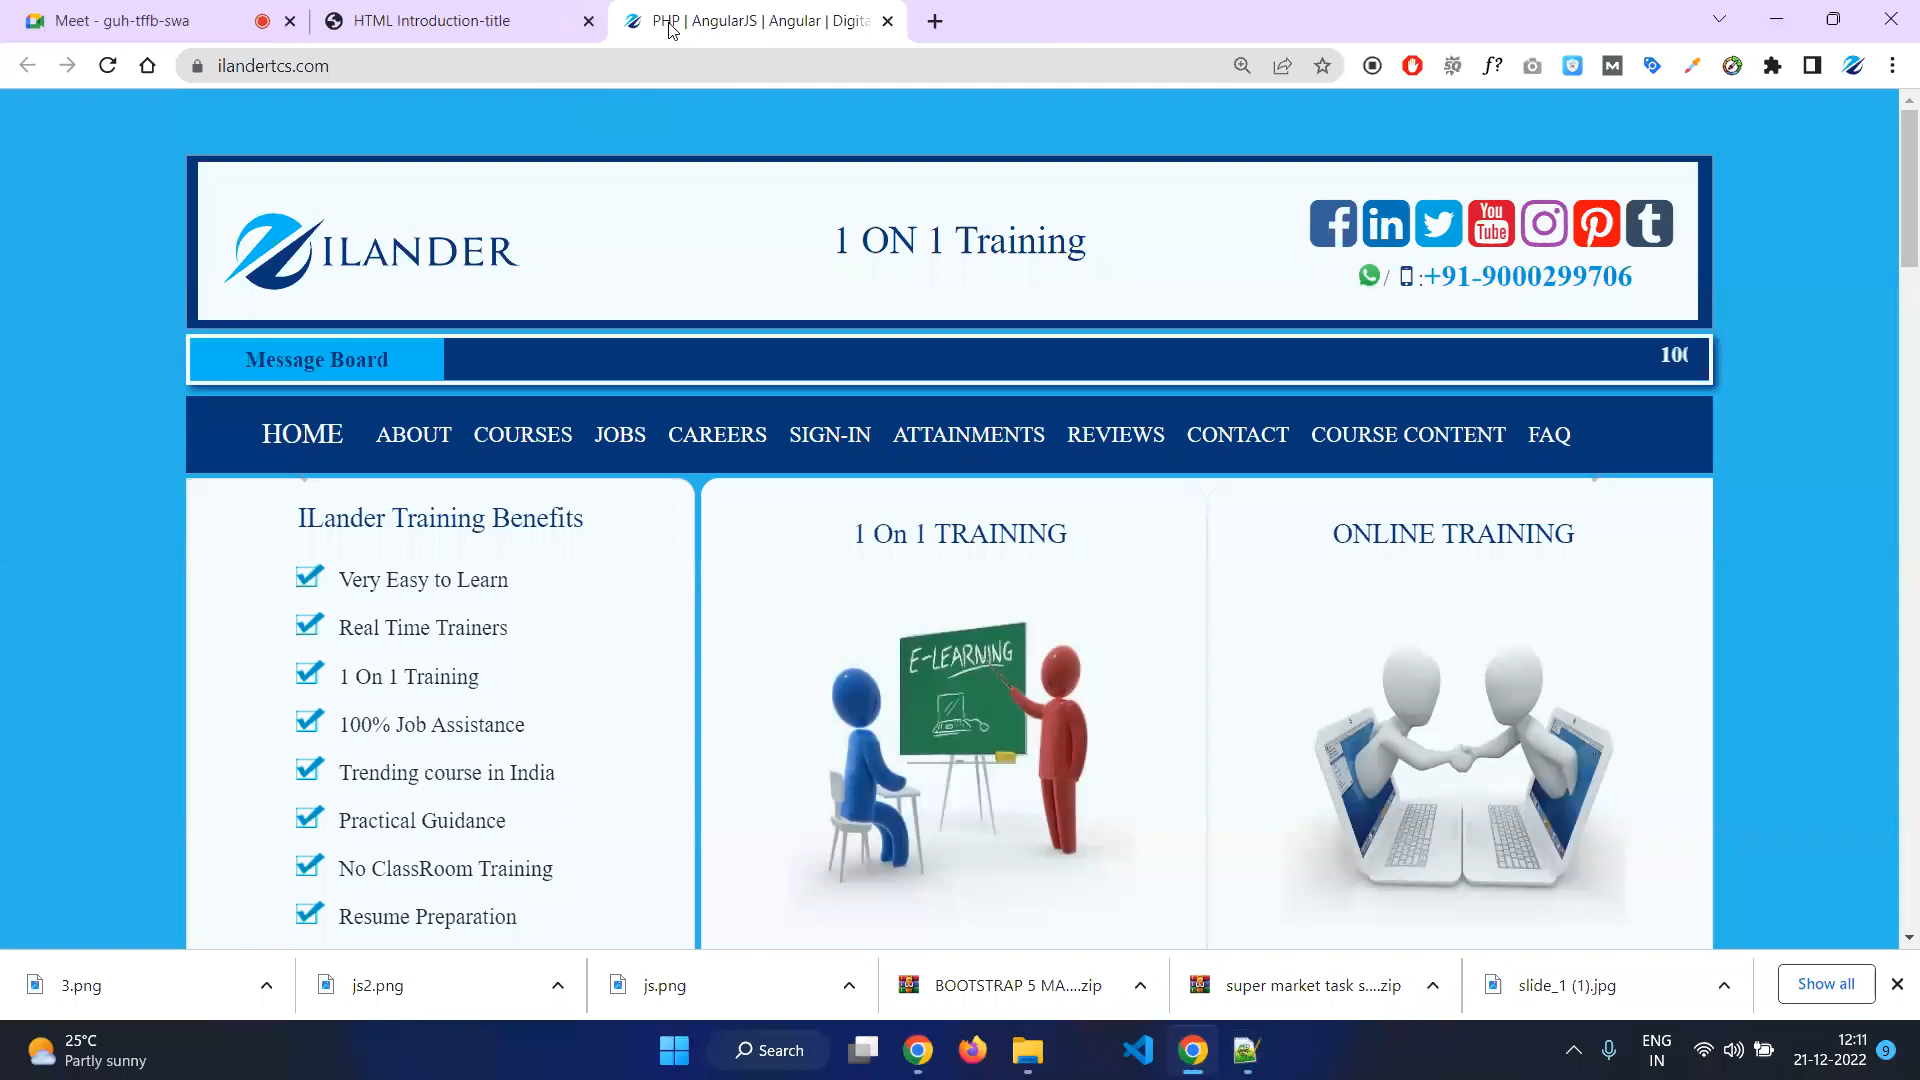 Meet - guh-tffb-swa
HTML Introduction-title
PHP | AngularJS | Angular | Digita
ilandertcs.com
f?
M
ILANDER
1 ON 1 Training
f in You Tube t
/ :+91-9000299706
Message Board
10
HOME ABOUT COURSES JOBS CAREERS SIGN-IN ATTAINMENTS REVIEWS CONTACT COURSE CONTENT FAQ
ILander Training Benefits
Very Easy to Learn
Real Time Trainers
1 On 1 Training
100% Job Assistance
Trending course in India
Practical Guidance
No ClassRoom Training
Resume Preparation
1 On 1 TRAINING
E-LEARNING
ONLINE TRAINING
3.png
js2.png
js.png
BOOTSTRAP 5 MA....zip
super market task s....zip
slide_1 (1).jpg
Show all
25°C
Partly sunny
Search
ENG
IN
12:11
21-12-2022
9